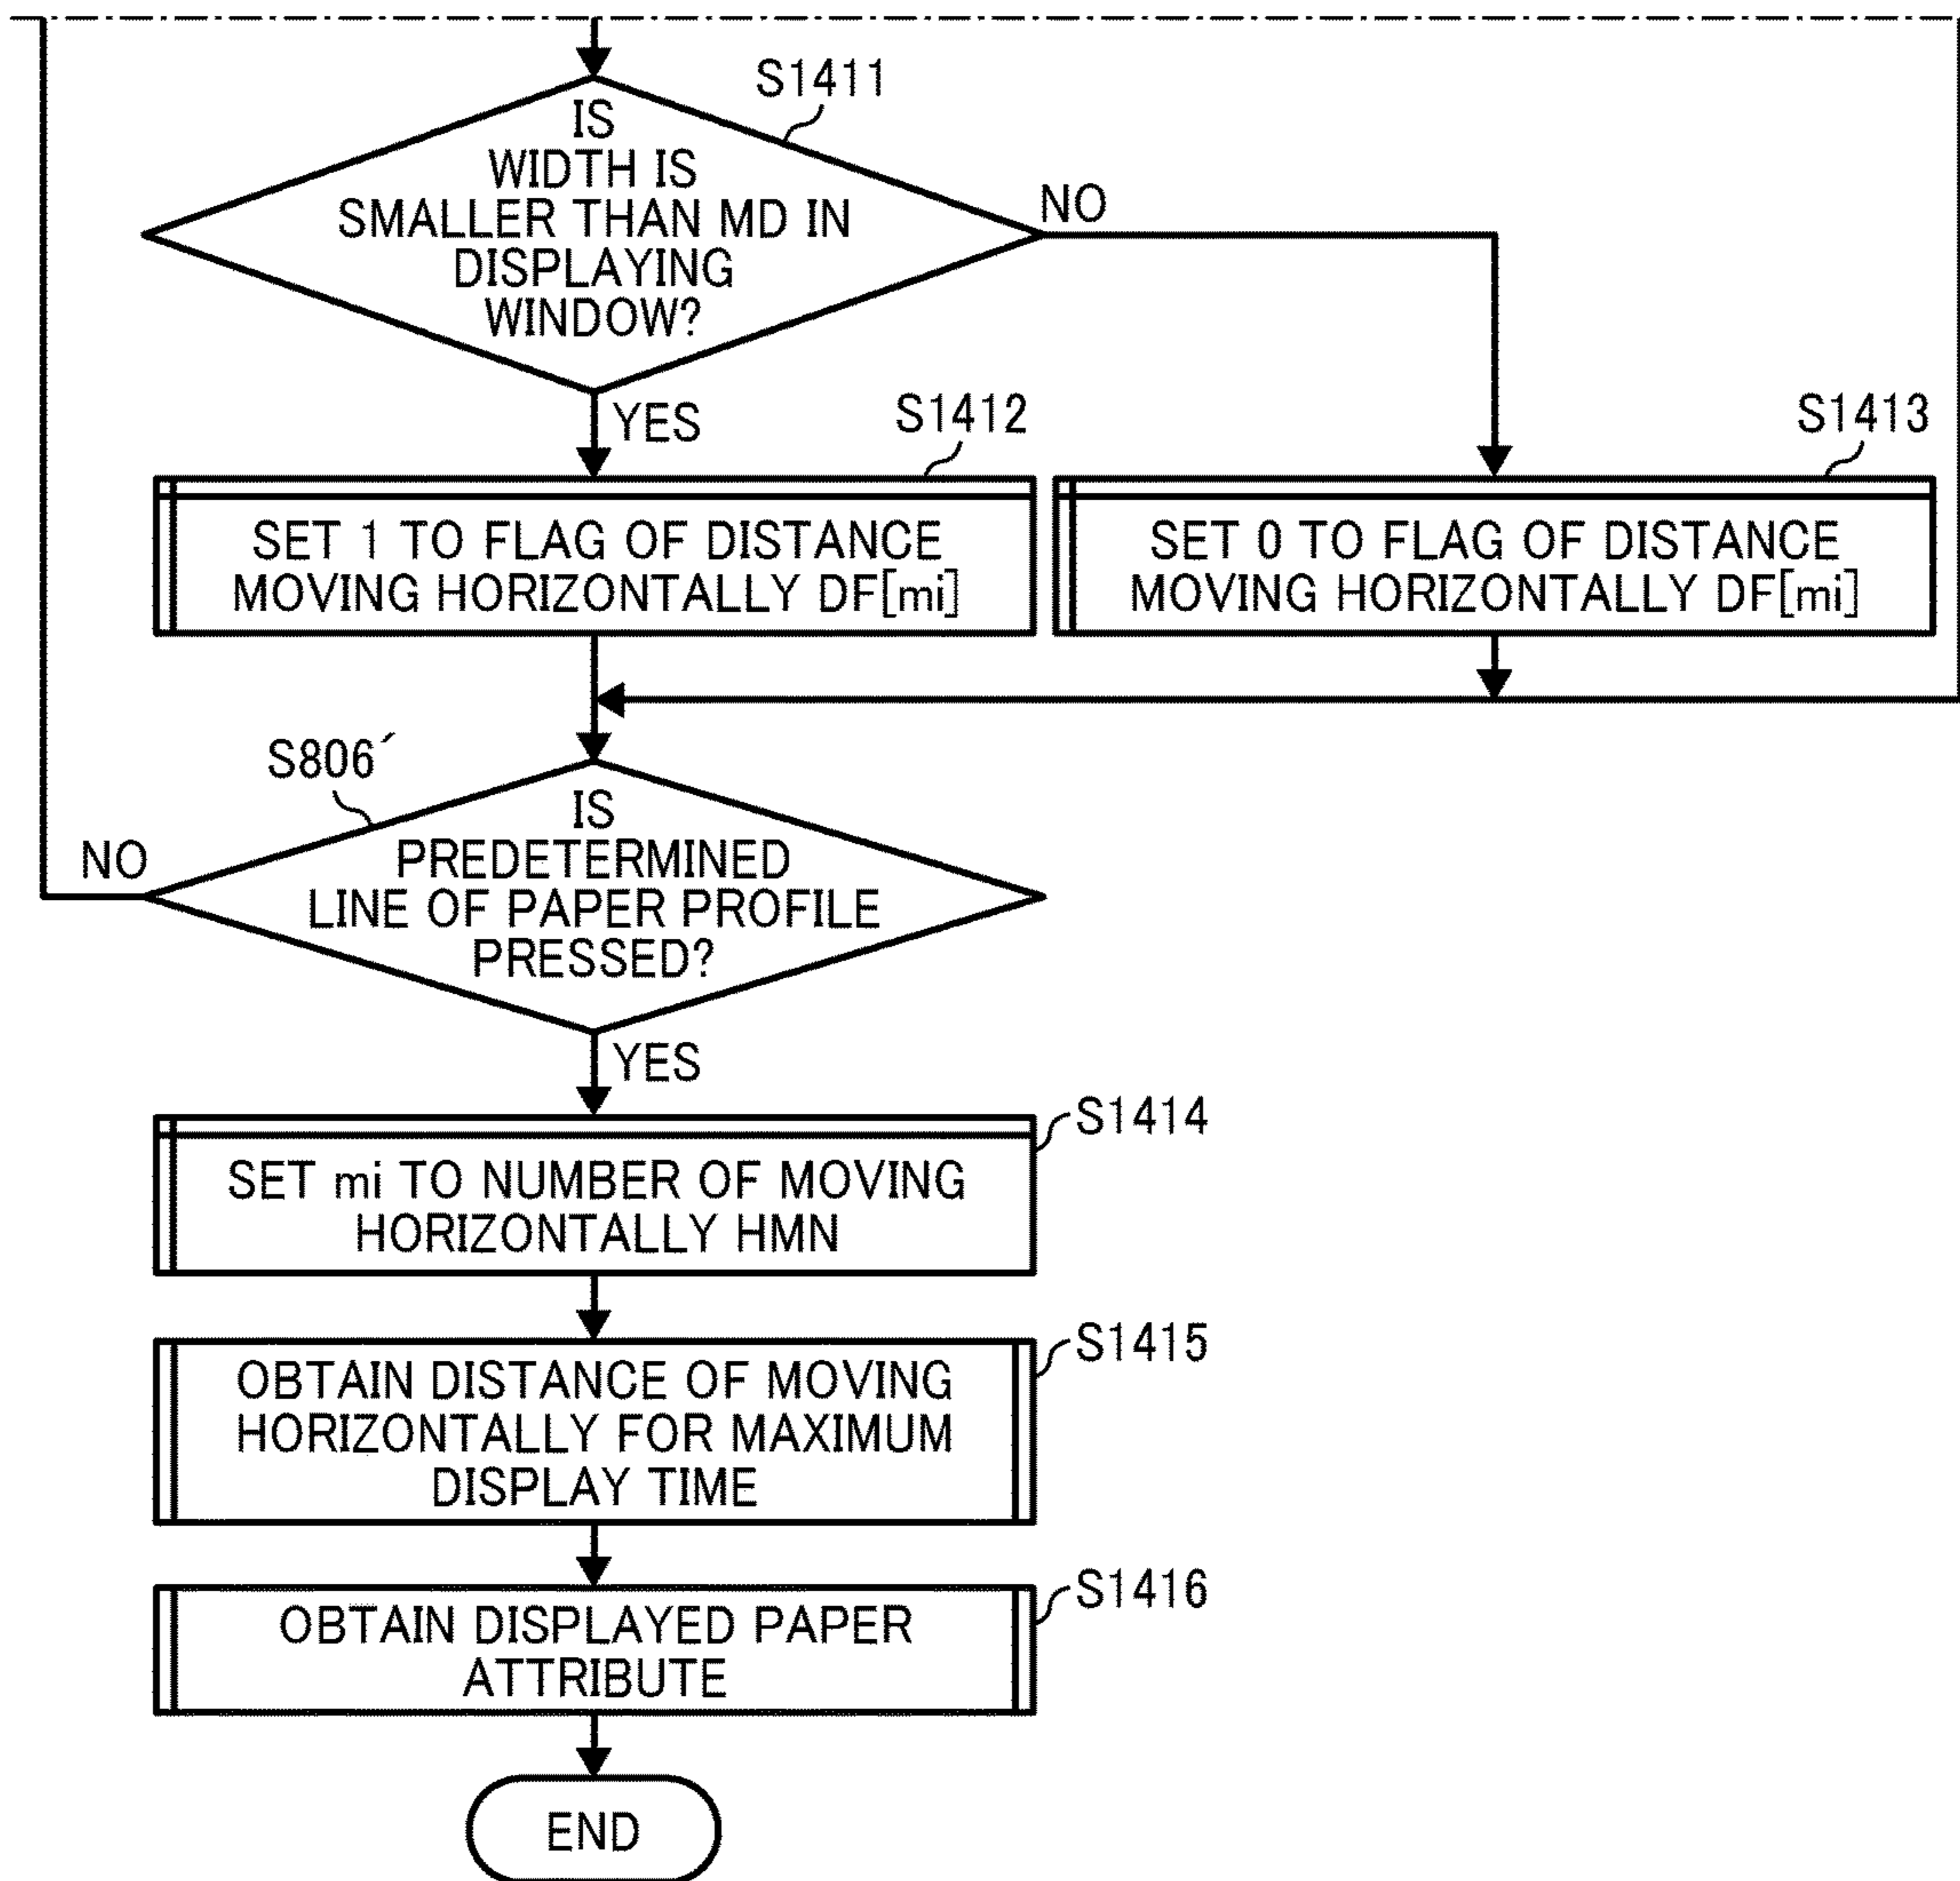 S1411
IS
WIDTH IS
SMALLER THAN MD IN
DISPLAYING
WINDOW?
NO
YES
S1412
SET 1 TO FLAG OF DISTANCE
MOVING HORIZONTALLY DF[mi]
S1413
SET 0 TO FLAG OF DISTANCE
MOVING HORIZONTALLY DF[mi]
S806´
IS
PREDETERMINED
LINE OF PAPER PROFILE
PRESSED?
NO
YES
S1414
SET mi TO NUMBER OF MOVING
HORIZONTALLY HMN
S1415
OBTAIN DISTANCE OF MOVING
HORIZONTALLY FOR MAXIMUM
DISPLAY TIME
S1416
OBTAIN DISPLAYED PAPER
ATTRIBUTE
END